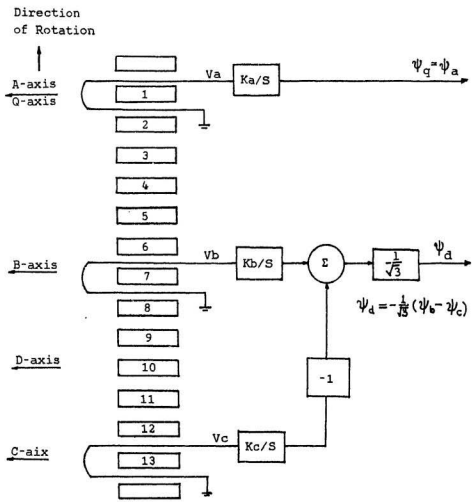 Direction
of Rotation
A-axis
Q-axis
1
Va
Ka/S
ψq = ψa
2
3
4
5
6
B-axis
7
Vb
Kb/S
Σ
-1/√3
ψd
ψd = -1/√3 (ψb - ψc)
8
9
D-axis
10
11
-1
12
C-aix
13
Vc
Kc/S